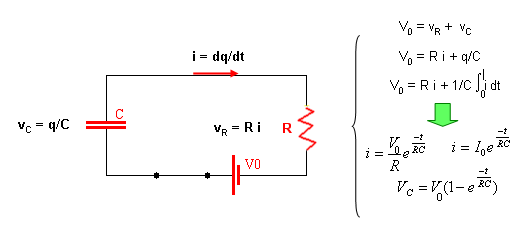 i = dq/dt
C
v_C = q/C
v_R = R i
R
V0
V_0 = v_R + v_C
V_0 = R i + q/C
V_0 = R i + 1/C ∫_0^t i dt
i = V_0/R e^(-t/RC)
i = I_0 e^(-t/RC)
V_C = V_0(1 - e^(-t/RC))